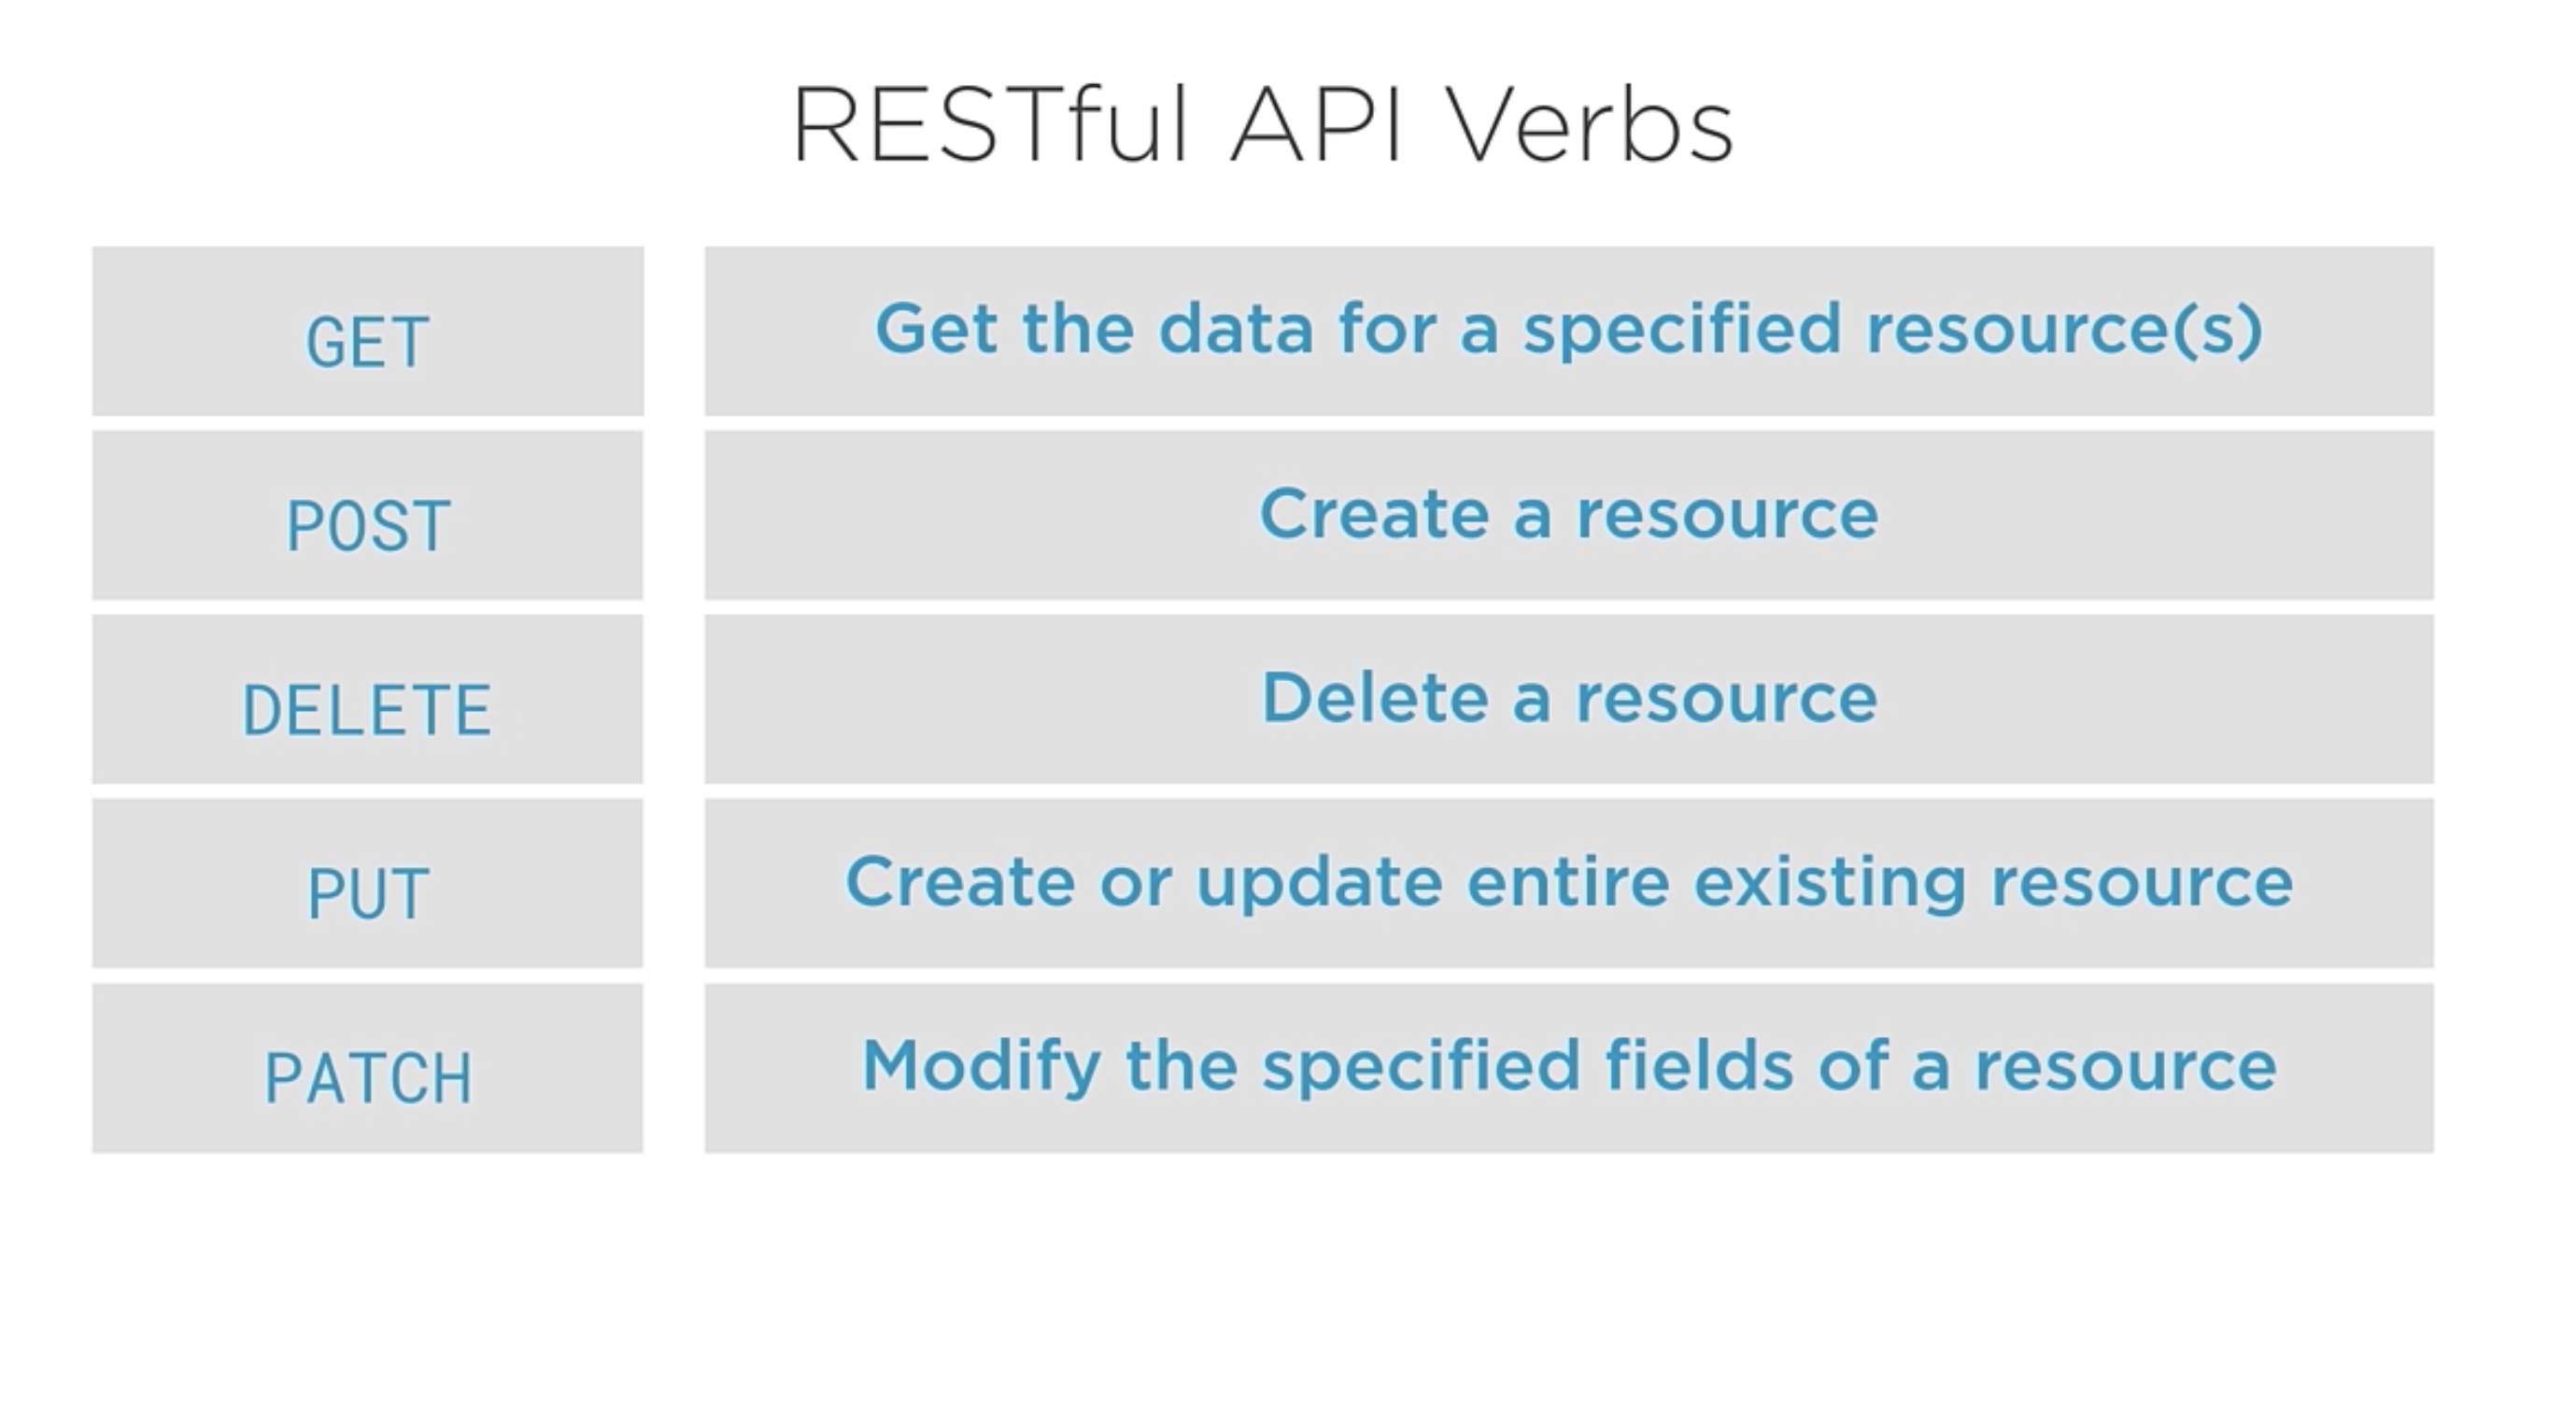 RESTful API Verbs
GET
Get the data for a specified resource(s)
POST
Create a resource
DELETE
Delete a resource
PUT
Create or update entire existing resource
PATCH
Modify the specified fields of a resource